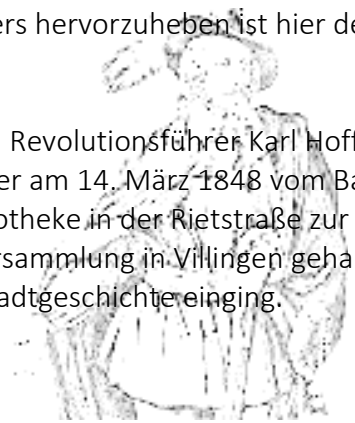 ers hervorzuheben ist hier de
Revolutionsführer Karl Hoff
er am 14. März 1848 vom Ba
otheke in der Rietstraße zur
rsammlung in Villingen geha
adtgeschichte einging.